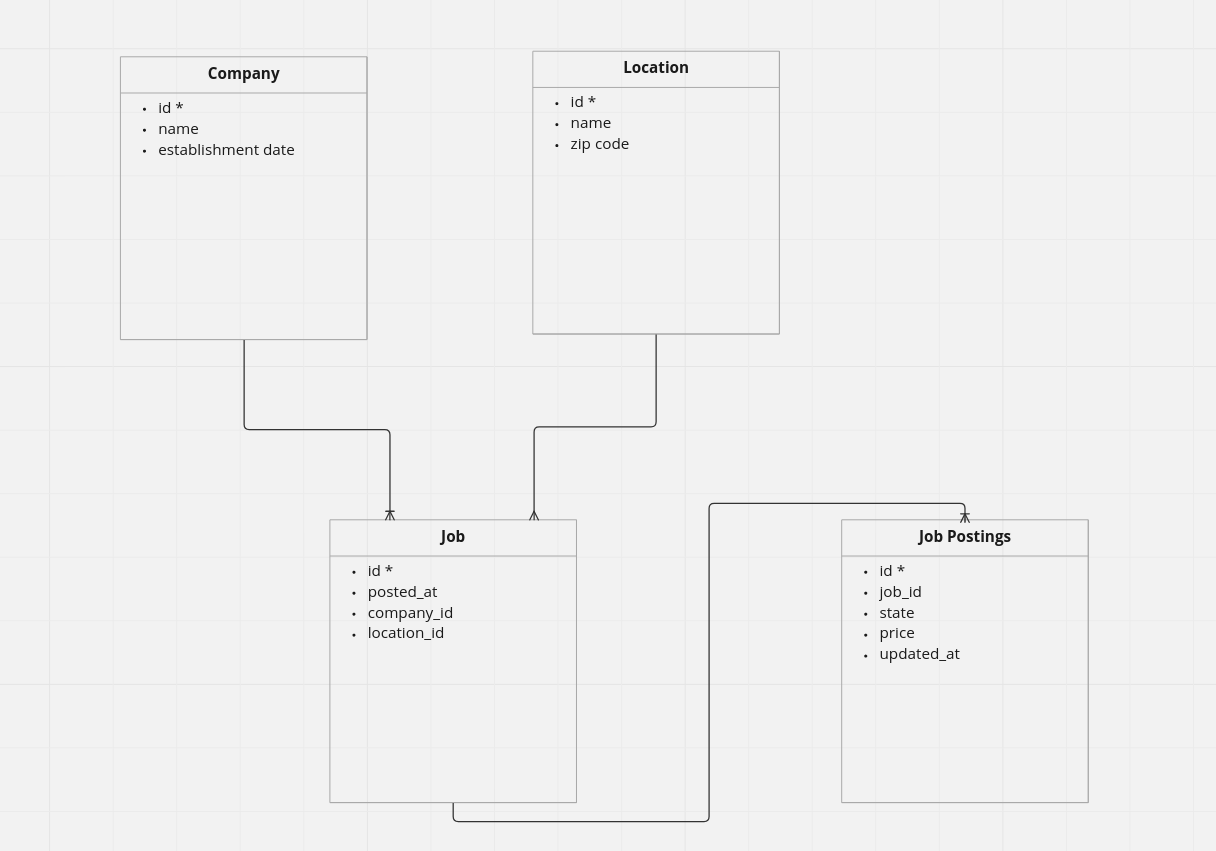 Company
• id *
• name
• establishment date
Location
• id *
• name
• zip code
Job
• id *
• posted_at
• company_id
• location_id
Job Postings
• id *
• job_id
• state
• price
• updated_at